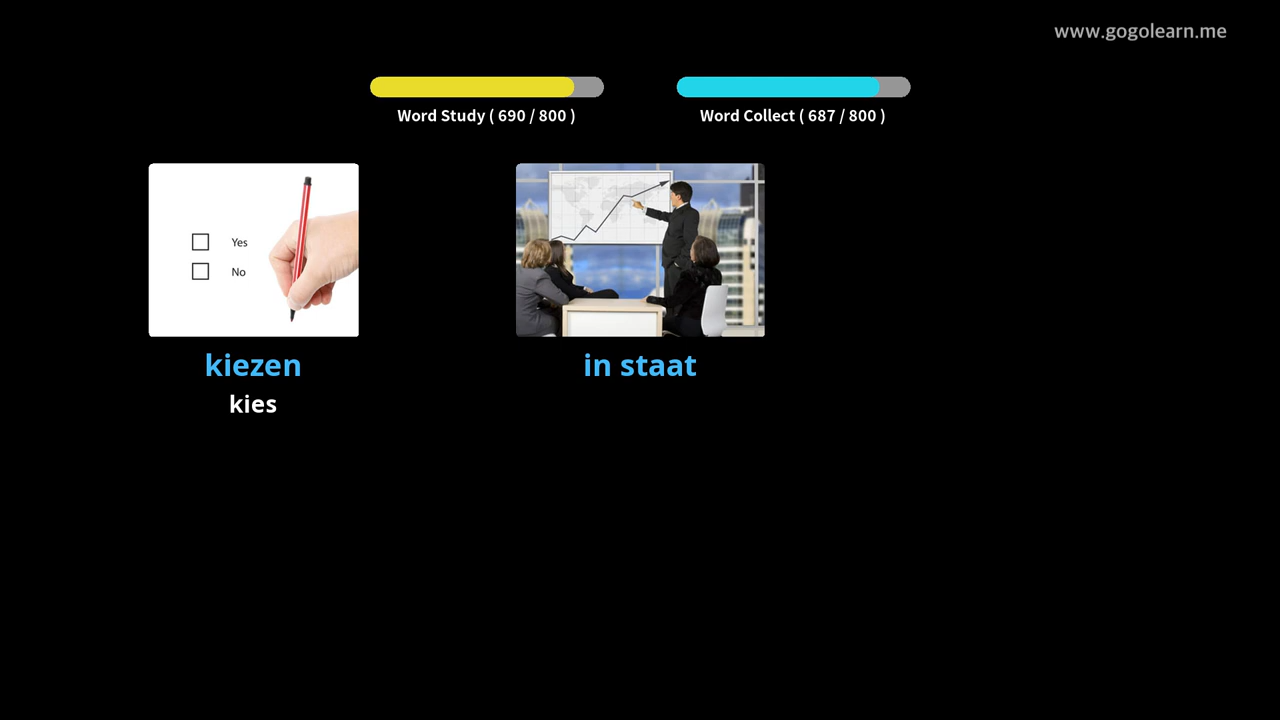 www.gogolearn.me
Word Study ( 690 / 800 )
Word Collect ( 687 / 800 )
Yes
No
kiezen
in staat
kies